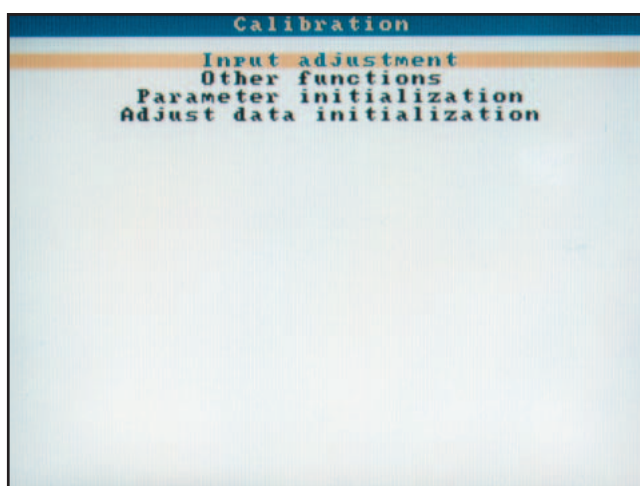 Calibration
Input adjustment
Other functions
Parameter initialization
Adjust data initialization